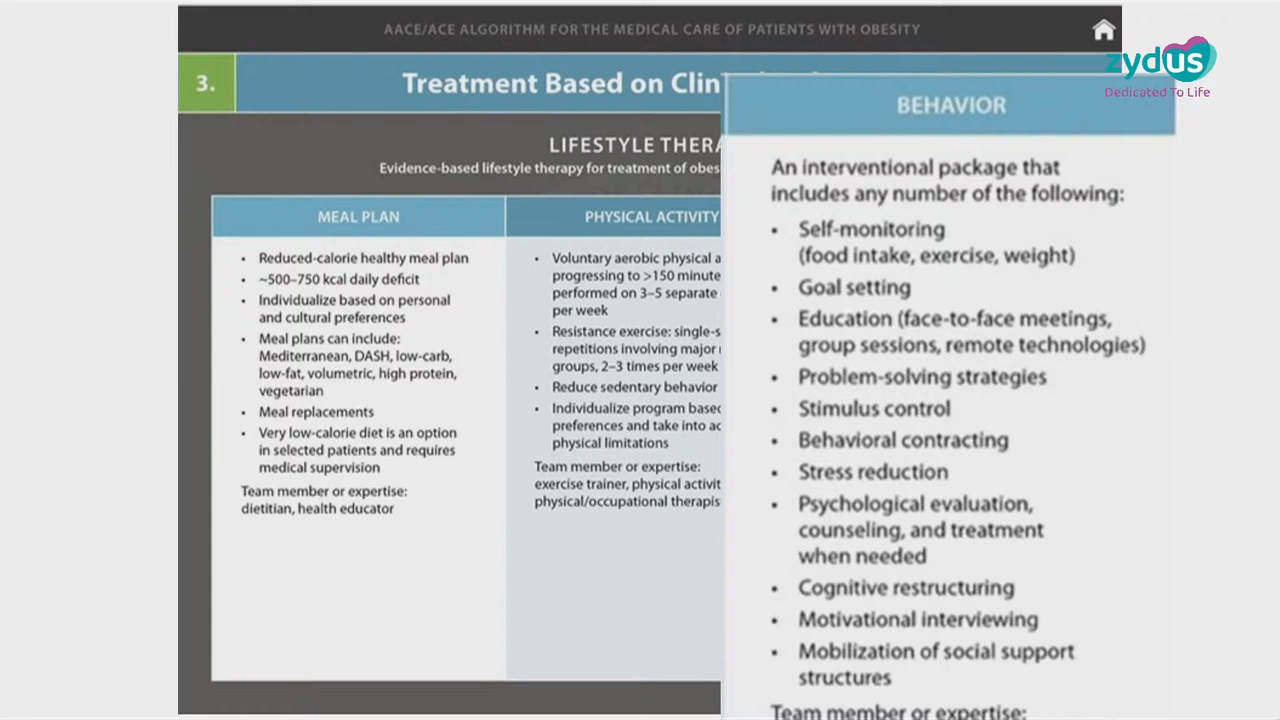 AACE/ACE ALGORITHM FOR THE MEDICAL CARE OF PATIENTS WITH OBESITY
zydus
Dedicated To Life
3.
Treatment Based on Clin
LIFESTYLE THERA
Evidence-based lifestyle therapy for treatment of obes
MEAL PLAN
• Reduced-calorie healthy meal plan
• ~500–750 kcal daily deficit
• Individualize based on personal
and cultural preferences
• Meal plans can include:
Mediterranean, DASH, low-carb,
low-fat, volumetric, high protein,
vegetarian
• Meal replacements
• Very low-calorie diet is an option
in selected patients and requires
medical supervision
Team member or expertise:
dietitian, health educator
PHYSICAL ACTIVITY
• Voluntary aerobic physical a
progressing to >150 minute
performed on 3–5 separate
per week
• Resistance exercise: single-s
repetitions involving major
groups, 2–3 times per week
• Reduce sedentary behavior
• Individualize program based
preferences and take into ac
physical limitations
Team member or expertise:
exercise trainer, physical activit
physical/occupational therapis
BEHAVIOR
An interventional package that
includes any number of the following:
• Self-monitoring
(food intake, exercise, weight)
• Goal setting
• Education (face-to-face meetings,
group sessions, remote technologies)
• Problem-solving strategies
• Stimulus control
• Behavioral contracting
• Stress reduction
• Psychological evaluation,
counseling, and treatment
when needed
• Cognitive restructuring
• Motivational interviewing
• Mobilization of social support
structures
Team member or expertise: